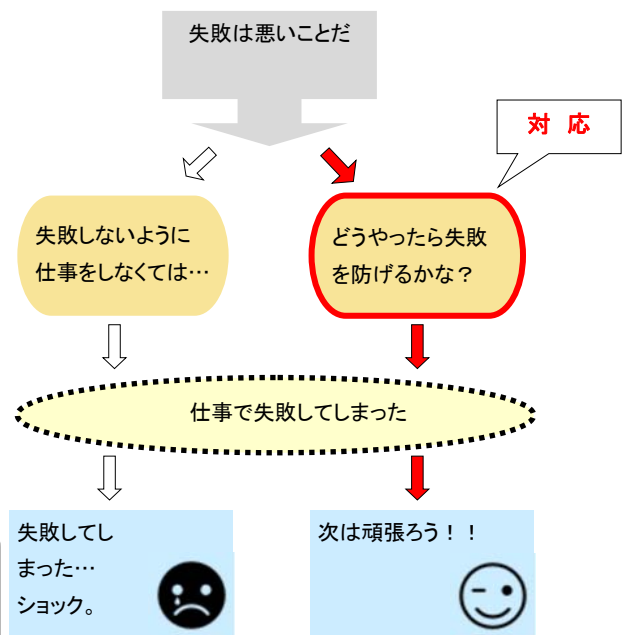 失敗は悪いことだ
対 応
失敗しないように
仕事をしなくては…
どうやったら失敗
を防げるかな？
仕事で失敗してしまった
失敗してし
まった…
ショック。
次は頑張ろう！！